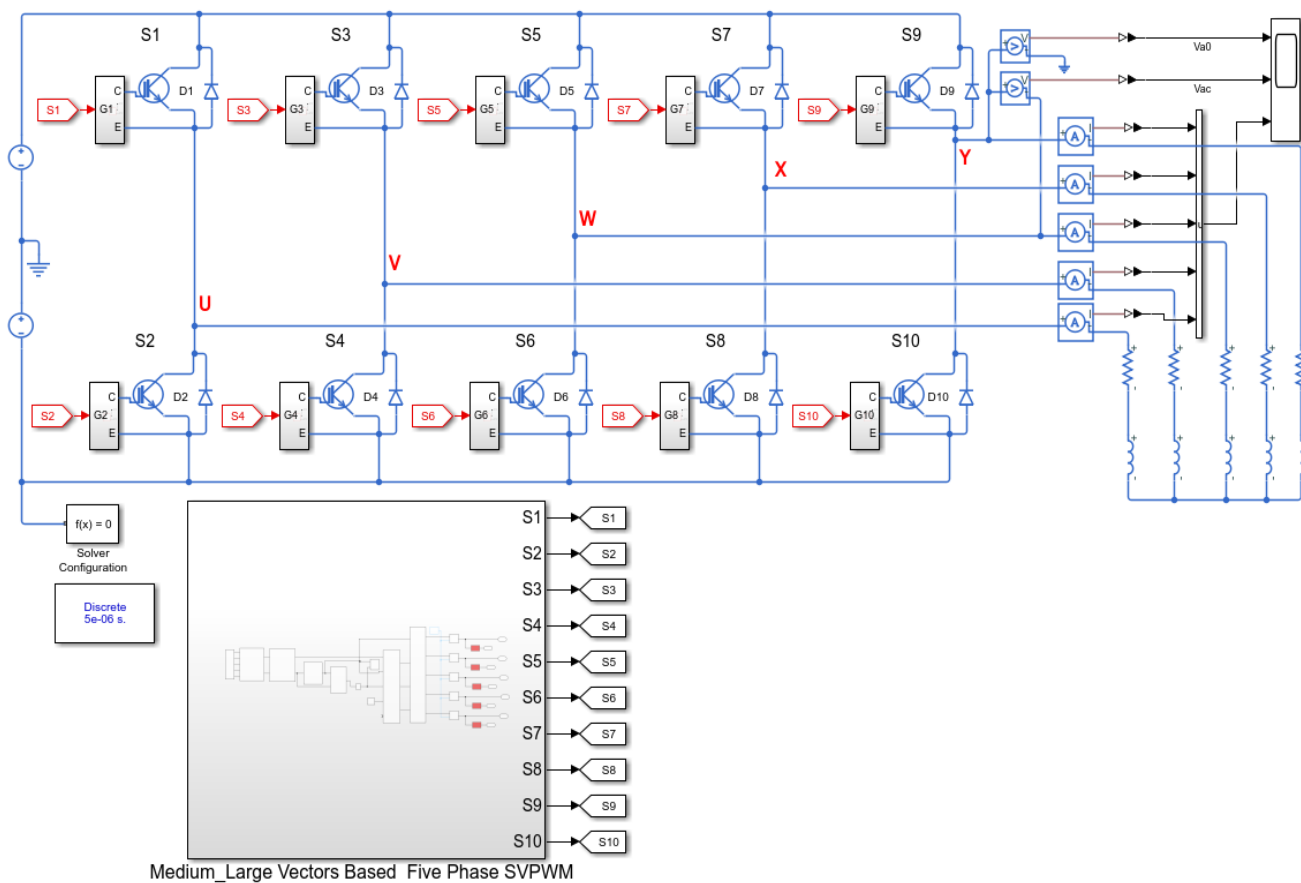 S1 S3 S5 S7 S9
Va0
Vac
S1 G1 C E D1
S3 G3 C E D3
S5 G5 C E D5
S7 G7 C E D7
S9 G9 C E D9
V
V
I A
I A
I A
I A
I A
Y
X
W
V
U
S2 S4 S6 S8 S10
S2 G2 C E D2
S4 G4 C E D4
S6 G6 C E D6
S8 G8 C E D8
S10 G10 C E D10
f(x) = 0
Solver
Configuration
Discrete
5e-06 s.
S1 S1
S2 S2
S3 S3
S4 S4
S5 S5
S6 S6
S7 S7
S8 S8
S9 S9
S10 S10
Medium_Large Vectors Based Five Phase SVPWM